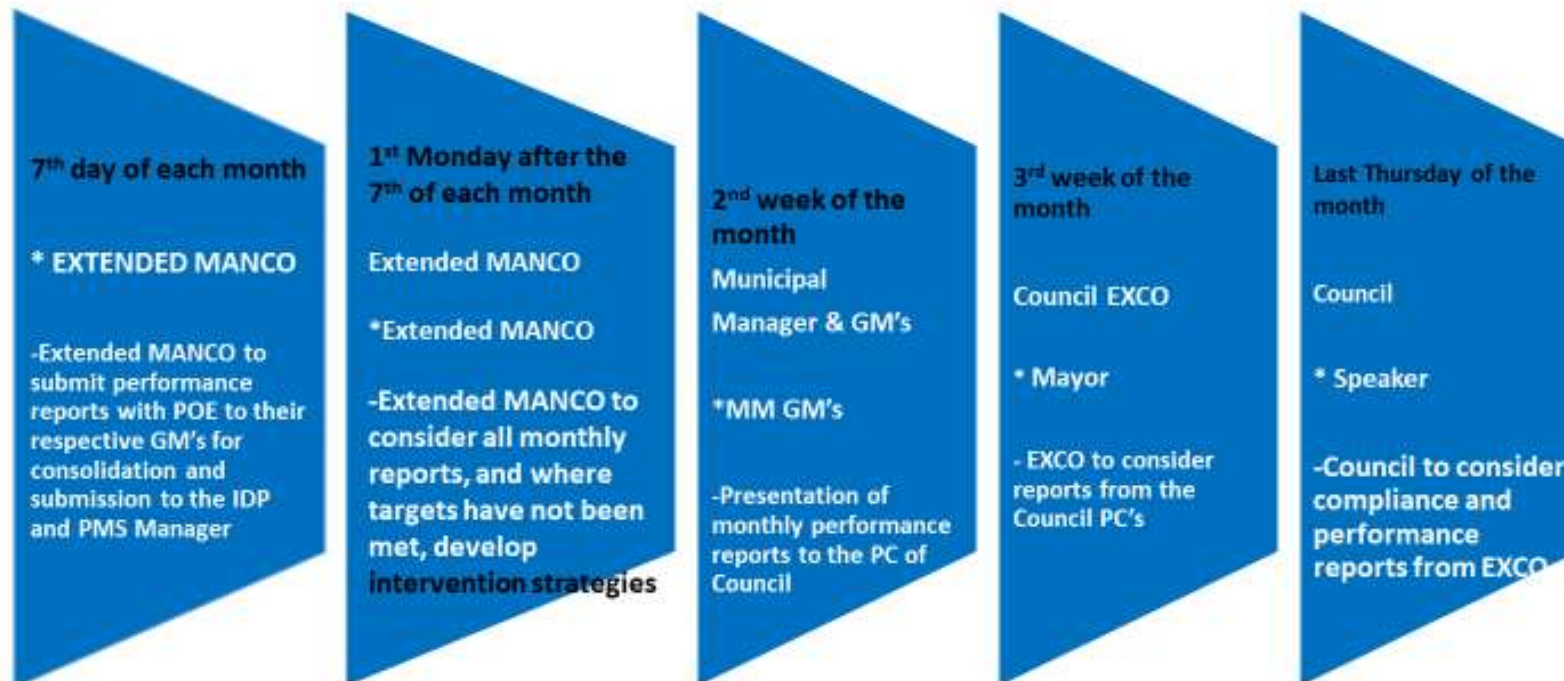 7th day of each month
* EXTENDED MANCO
-Extended MANCO to
submit performance
reports with POE to their
respective GM's for
consolidation and
submission to the IDP
and PMS Manager
1st Monday after the
7th of each month
Extended MANCO
*Extended MANCO
-Extended MANCO to
consider all monthly
reports, and where
targets have not been
met, develop
intervention strategies
2nd week of the
month
Municipal
Manager & GM's
*MM GM's
-Presentation of
monthly performance
reports to the PC of
Council
3rd week of the
month
Council EXCO
* Mayor
- EXCO to consider
reports from the
Council PC's
Last Thursday of the
month
Council
* Speaker
-Council to consider
compliance and
performance
reports from EXCO